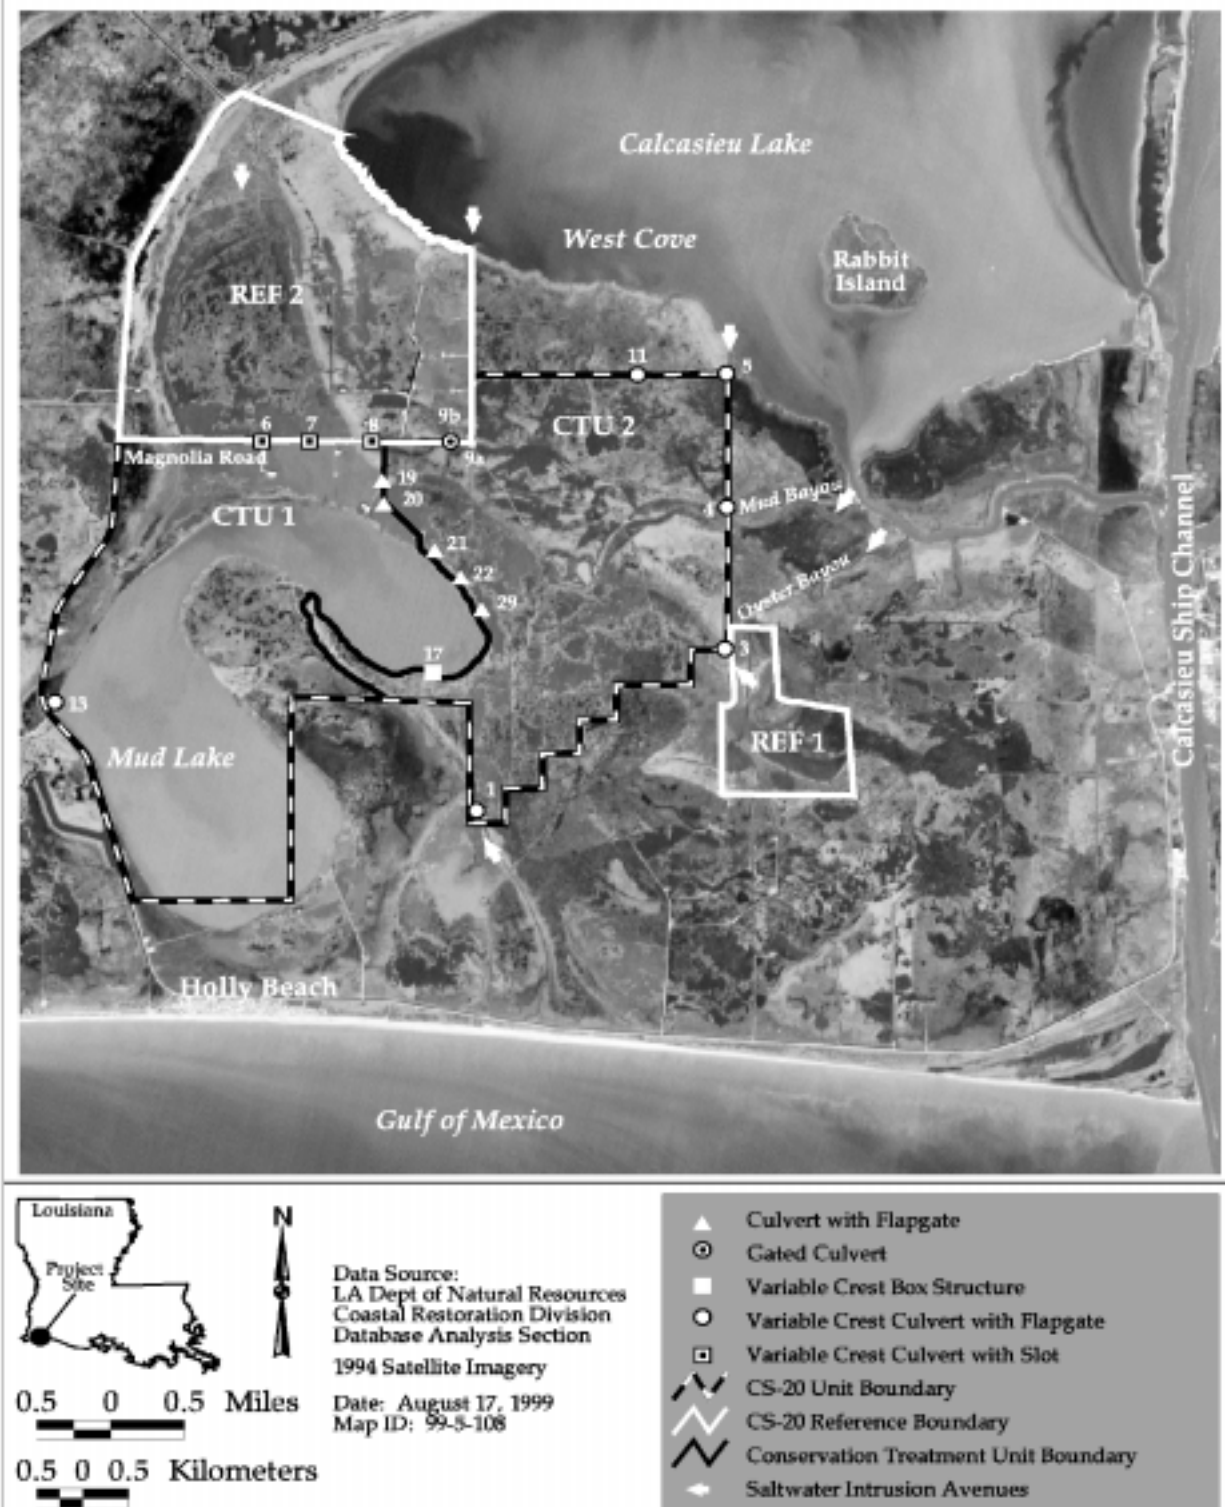 Calcasieu Lake
West Cove
Rabbit
Island
REF 2
11
5
6
7
8
9b
CTU 2
Magnolia Road
9a
19
4
Mud Bayou
20
CTU 1
21
Oyster Bayou
22
29
3
17
13
REF 1
Mud Lake
1
Calcasieu Ship Channel
Holly Beach
Gulf of Mexico
Louisiana
Project
Site
N
Data Source:
LA Dept of Natural Resources
Coastal Restoration Division
Database Analysis Section
1994 Satellite Imagery
Date: August 17, 1999
Map ID: 99-5-108
0.5 0 0.5 Miles
0.5 0 0.5 Kilometers
Culvert with Flapgate
Gated Culvert
Variable Crest Box Structure
Variable Crest Culvert with Flapgate
Variable Crest Culvert with Slot
CS-20 Unit Boundary
CS-20 Reference Boundary
Conservation Treatment Unit Boundary
Saltwater Intrusion Avenues